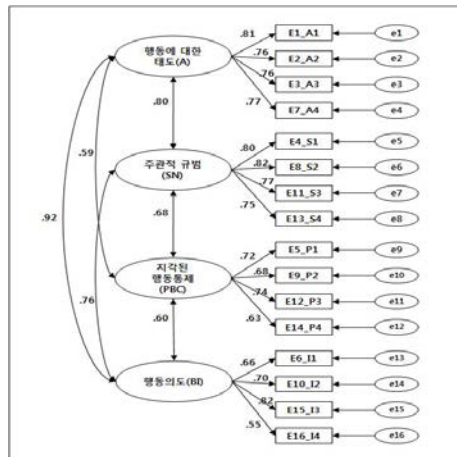 .81
E1_A1
e1
행동에 대한
태도(A)
.76
E2_A2
e2
.76
E3_A3
e3
.77
E7_A4
e4
.80
.59
.80
E4_S1
e5
주관적 규범
(SN)
.82
E8_S2
e6
.77
E11_S3
e7
.75
E13_S4
e8
.92
.68
.76
지각된
행동통제
(PBC)
.72
E5_P1
e9
.68
E9_P2
e10
.74
E12_P3
e11
.63
E14_P4
e12
.60
행동의도(BI)
.66
E6_I1
e13
.70
E10_I2
e14
.82
E15_I3
e15
.55
E16_I4
e16